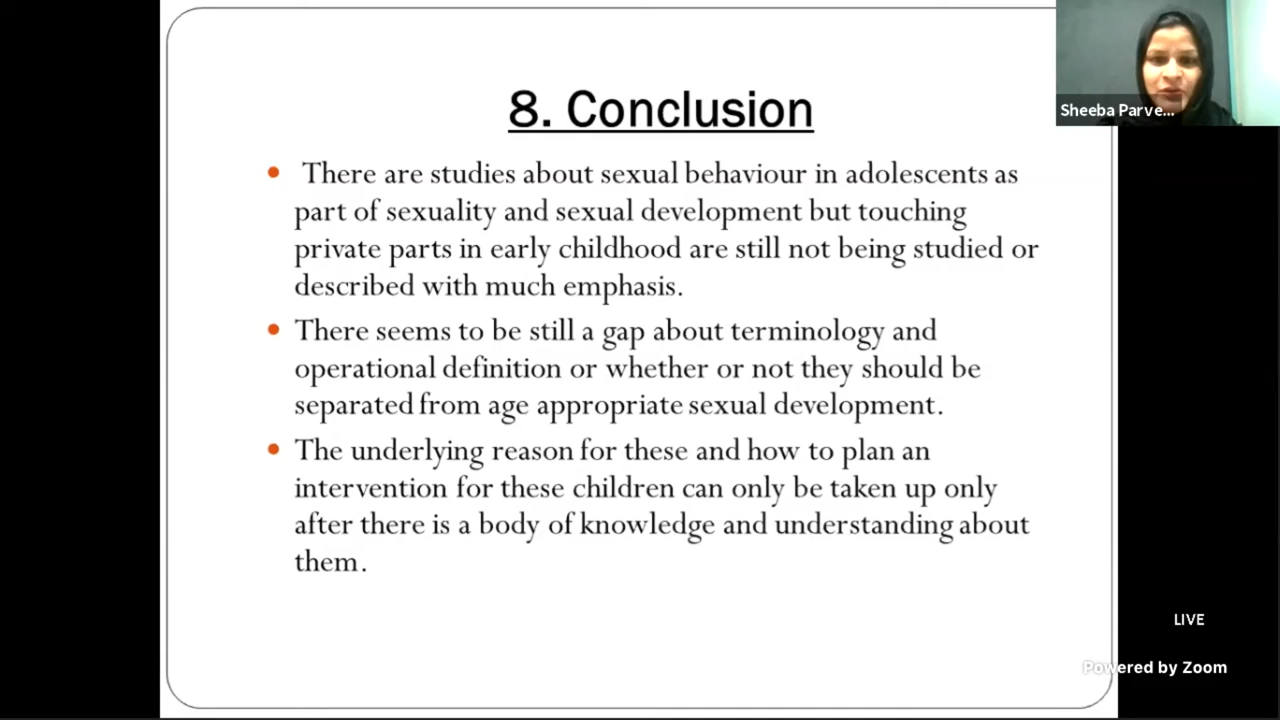 8. Conclusion
There are studies about sexual behaviour in adolescents as
part of sexuality and sexual development but touching
private parts in early childhood are still not being studied or
described with much emphasis.
There seems to be still a gap about terminology and
operational definition or whether or not they should be
separated from age appropriate sexual development.
The underlying reason for these and how to plan an
intervention for these children can only be taken up only
after there is a body of knowledge and understanding about
them.
Sheeba Parve...
LIVE
Powered by Zoom